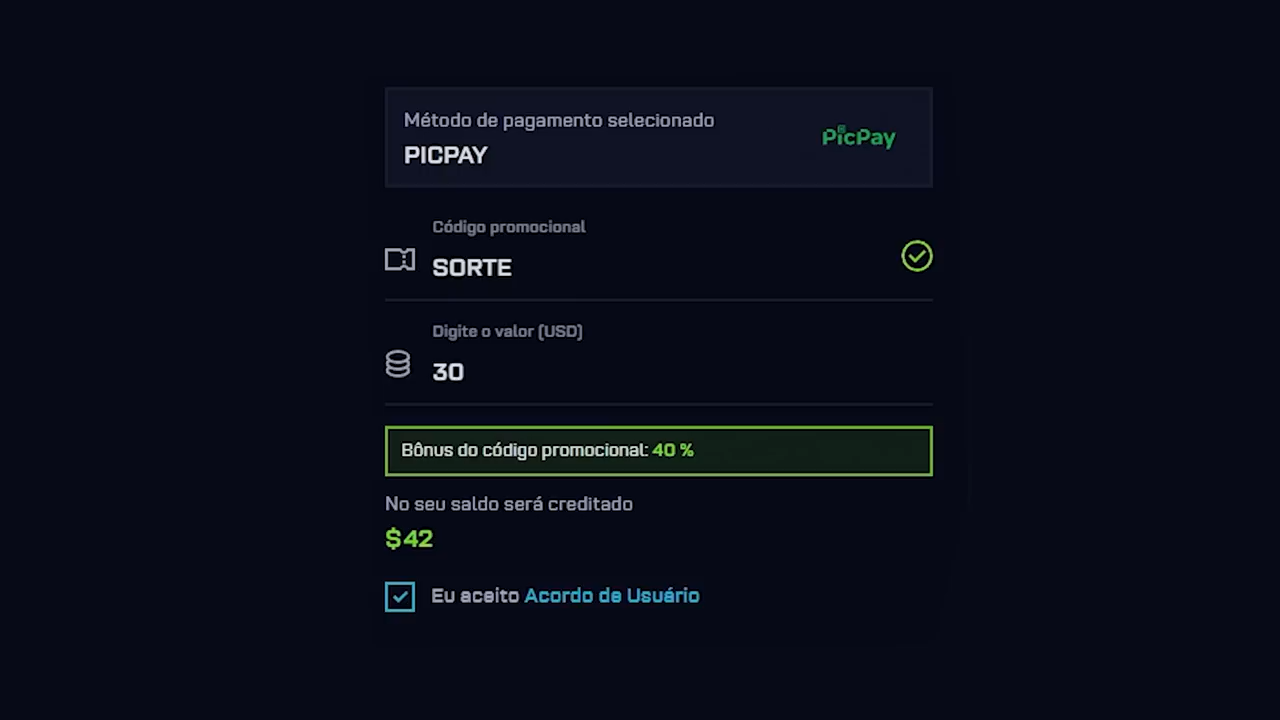 Método de pagamento selecionado
PICPAY
PicPay
Código promocional
SORTE
Digite o valor (USD)
30
Bônus do código promocional: 40 %
No seu saldo será creditado
$42
Eu aceito Acordo de Usuário